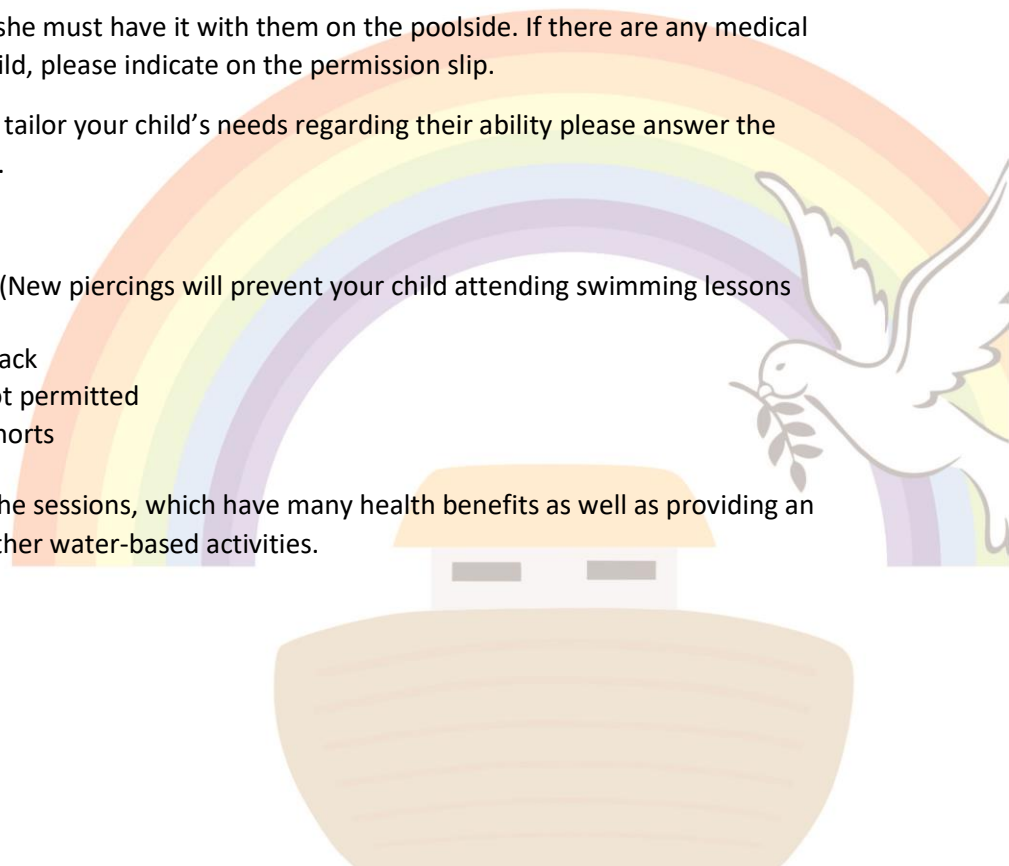 she must have it with them on the poolside. If there are any medical
ild, please indicate on the permission slip.
tailor your child’s needs regarding their ability please answer the
.
(New piercings will prevent your child attending swimming lessons
ack
ot permitted
horts
he sessions, which have many health benefits as well as providing an
ther water-based activities.